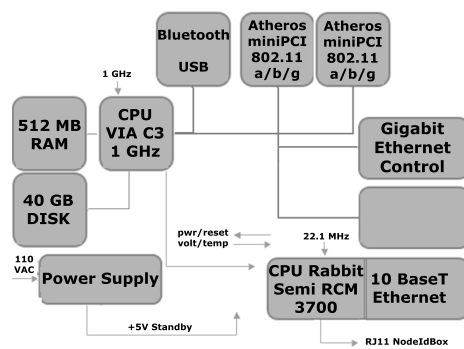 Bluetooth
USB
Atheros
miniPCI
802.11
a/b/g
Atheros
miniPCI
802.11
a/b/g
1 GHz
512 MB
RAM
CPU
VIA C3
1 GHz
Gigabit
Ethernet
Control
40 GB
DISK
pwr/reset
volt/temp
22.1 MHz
110
VAC
Power Supply
CPU Rabbit
Semi RCM
3700
10 BaseT
Ethernet
+5V Standby
RJ11 NodeIdBox